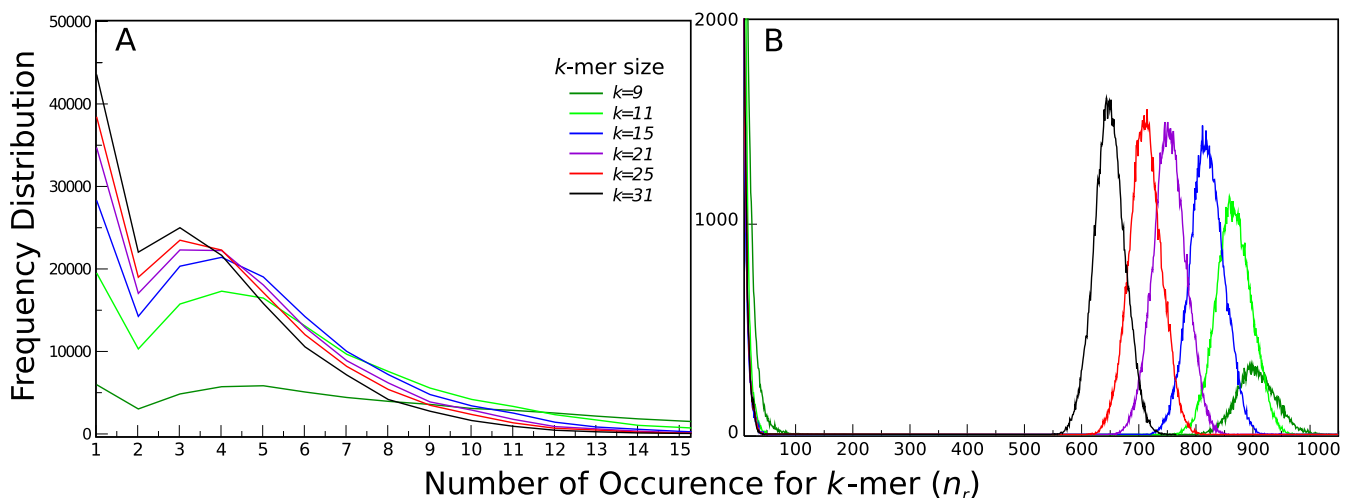 Frequency Distribution
50000
40000
30000
20000
10000
0
A
k-mer size
k=9
k=11
k=15
k=21
k=25
k=31
1 2 3 4 5 6 7 8 9 10 11 12 13 14 15
2000
1000
0
B
100 200 300 400 500 600 700 800 900 1000
Number of Occurence for k-mer (nr)